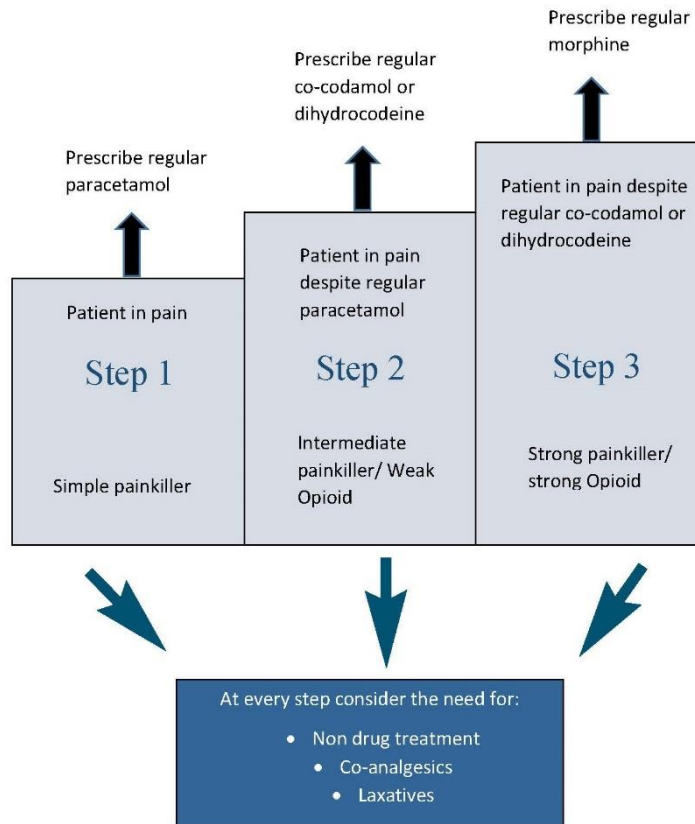 Prescribe regular
paracetamol
Patient in pain
Step 1
Simple painkiller
Prescribe regular
co-codamol or
dihydrocodeine
Patient in pain
despite regular
paracetamol
Step 2
Intermediate
painkiller/ Weak
Opioid
Prescribe regular
morphine
Patient in pain despite
regular co-codamol or
dihydrocodeine
Step 3
Strong painkiller/
strong Opioid
At every step consider the need for:
• Non drug treatment
• Co-analgesics
• Laxatives